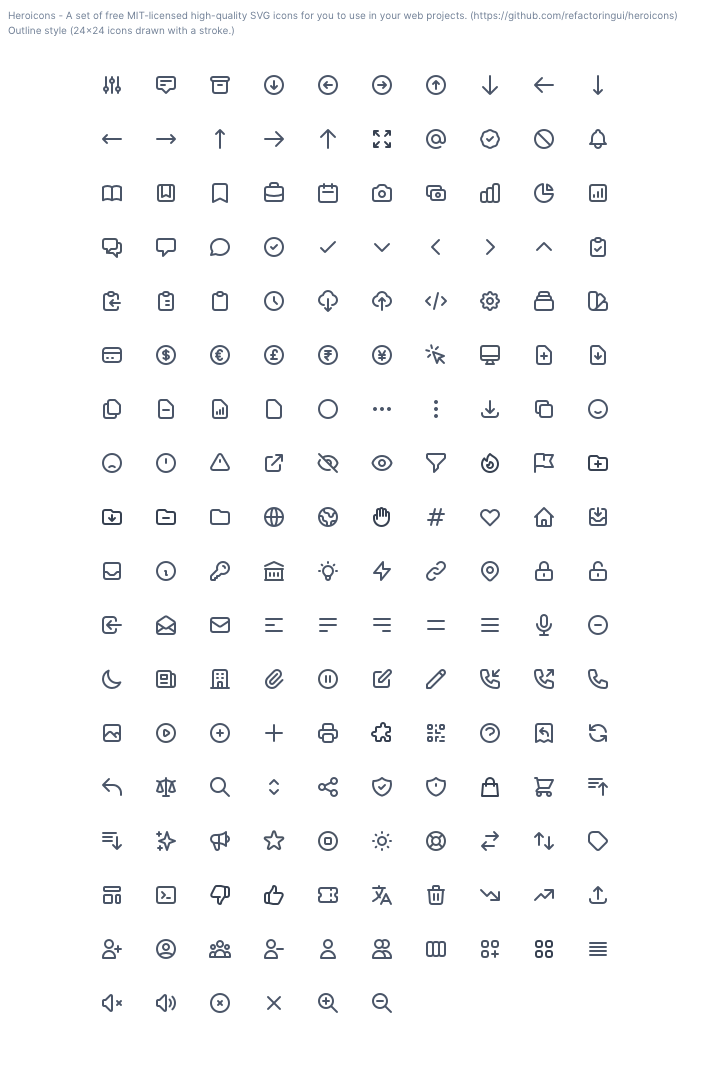 Heroicons - A set of free MIT-licensed high-quality SVG icons for you to use in your web projects. (https://github.com/refactoringui/heroicons)
Outline style (24×24 icons drawn with a stroke.)